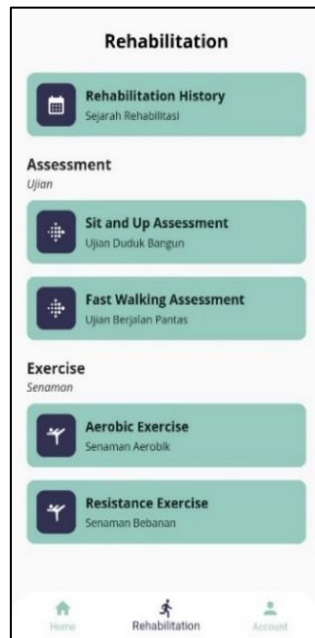 Rehabilitation
Rehabilitation History
Sejarah Rehabilitasi
Assessment
Ujian
Sit and Up Assessment
Ujian Duduk Bangun
Fast Walking Assessment
Ujian Berjalan Pantas
Exercise
Senaman
Aerobic Exercise
Senaman Aerobik
Resistance Exercise
Senaman Bebanan
Home Rehabilitation Account